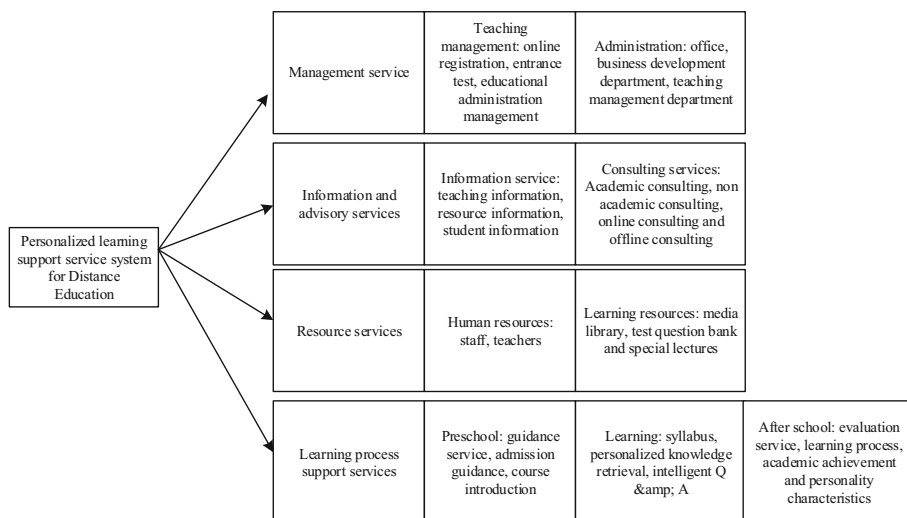 Personalized learning
support service system
for Distance
Education
Management service
Teaching
management: online
registration, entrance
test, educational
administration
management
Administration: office,
business development
department, teaching
management department
Information and
advisory services
Information service:
teaching information,
resource information,
student information
Consulting services:
Academic consulting, non
academic consulting,
online consulting and
offline consulting
Resource services
Human resources:
staff, teachers
Learning resources: media
library, test question bank
and special lectures
Learning process
support services
Preschool: guidance
service, admission
guidance, course
introduction
Learning: syllabus,
personalized knowledge
retrieval, intelligent Q
&amp; A
After school: evaluation
service, learning process,
academic achievement
and personality
characteristics